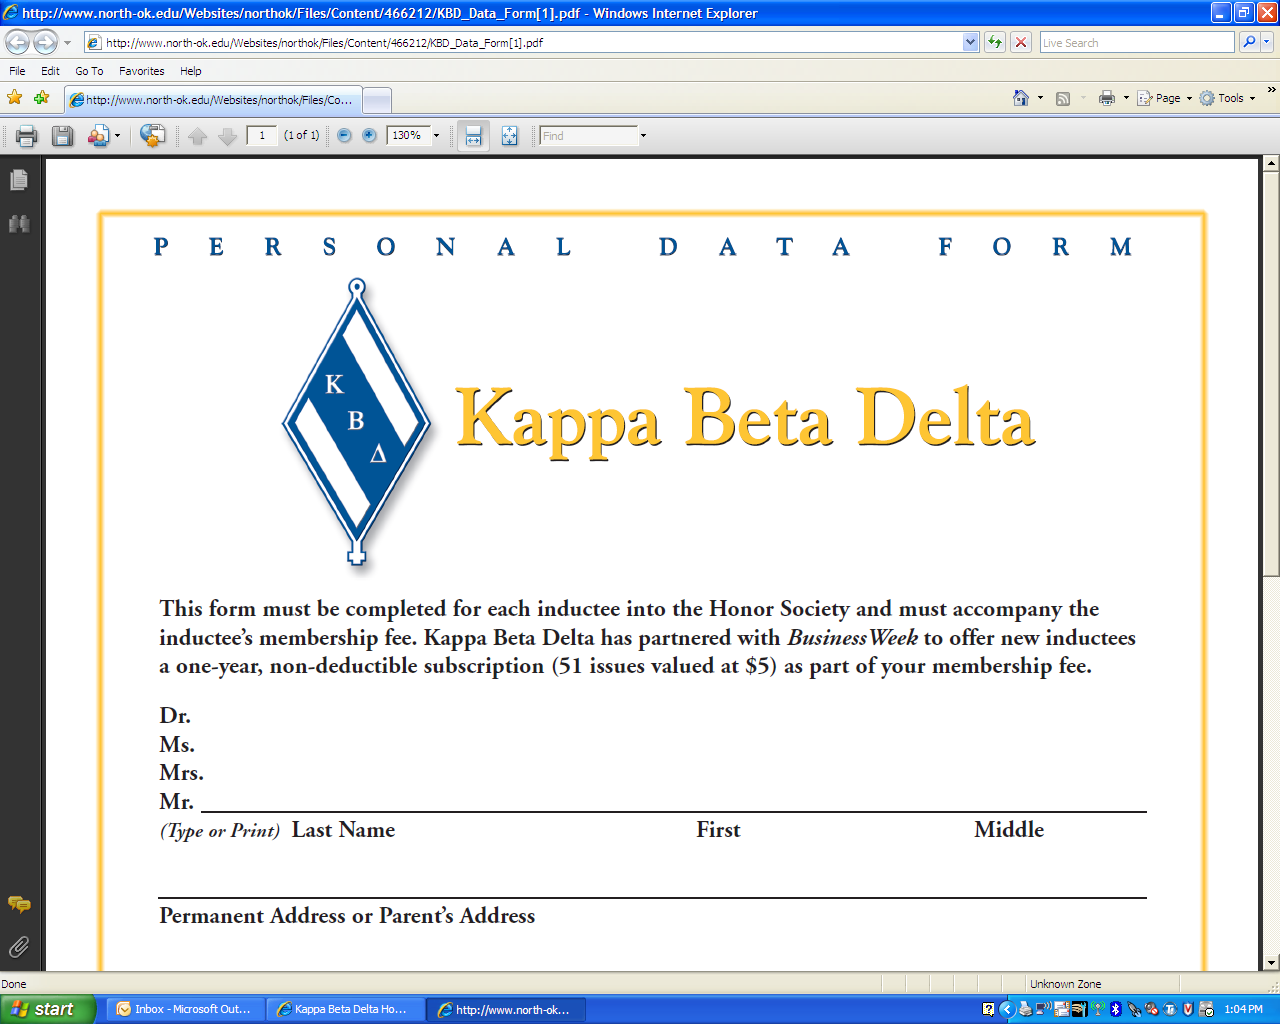 http://www.north-ok.edu/Websites/northok/Files/Content/466212/KBD_Data_Form[1].pdf - Windows Internet Explorer
http://www.north-ok.edu/Websites/northok/Files/Content/466212/KBD_Data_Form[1].pdf
Live Search
File Edit Go To Favorites Help
http://www.north-ok.edu/Websites/northok/Files/Co...
Page Tools
1 (1 of 1) 130% Find
PERSONAL DATA FORM
Κ
Β
Δ
Kappa Beta Delta
This form must be completed for each inductee into the Honor Society and must accompany the
inductee's membership fee. Kappa Beta Delta has partnered with BusinessWeek to offer new inductees
a one-year, non-deductible subscription (51 issues valued at $5) as part of your membership fee.
Dr.
Ms.
Mrs.
Mr.
(Type or Print) Last Name First Middle
Permanent Address or Parent's Address
Done Unknown Zone
start Inbox - Microsoft Out... Kappa Beta Delta Ho... http://www.north-ok... 1:04 PM